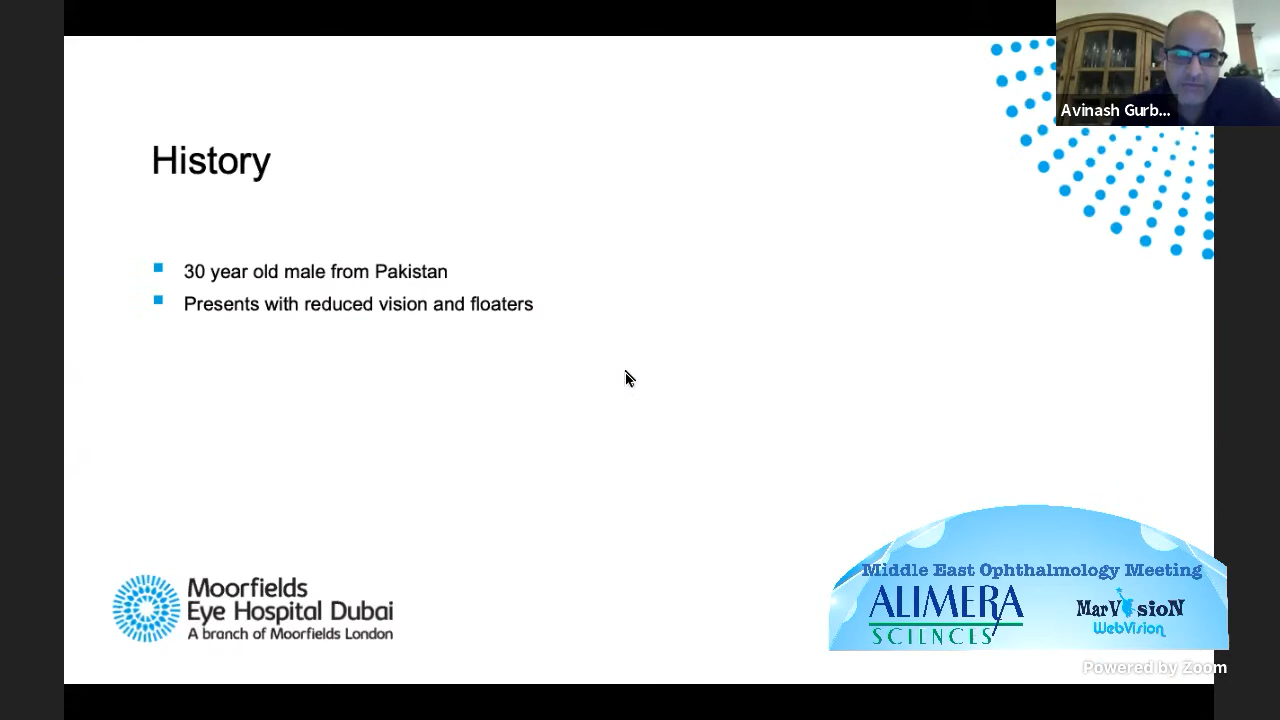 Avinash Gurb...
History
30 year old male from Pakistan
Presents with reduced vision and floaters
Moorfields
Eye Hospital Dubai
A branch of Moorfields London
Middle East Ophthalmology Meeting
ALIMERA
SCIENCES
MarVisioN
WebVision
Powered by Zoom